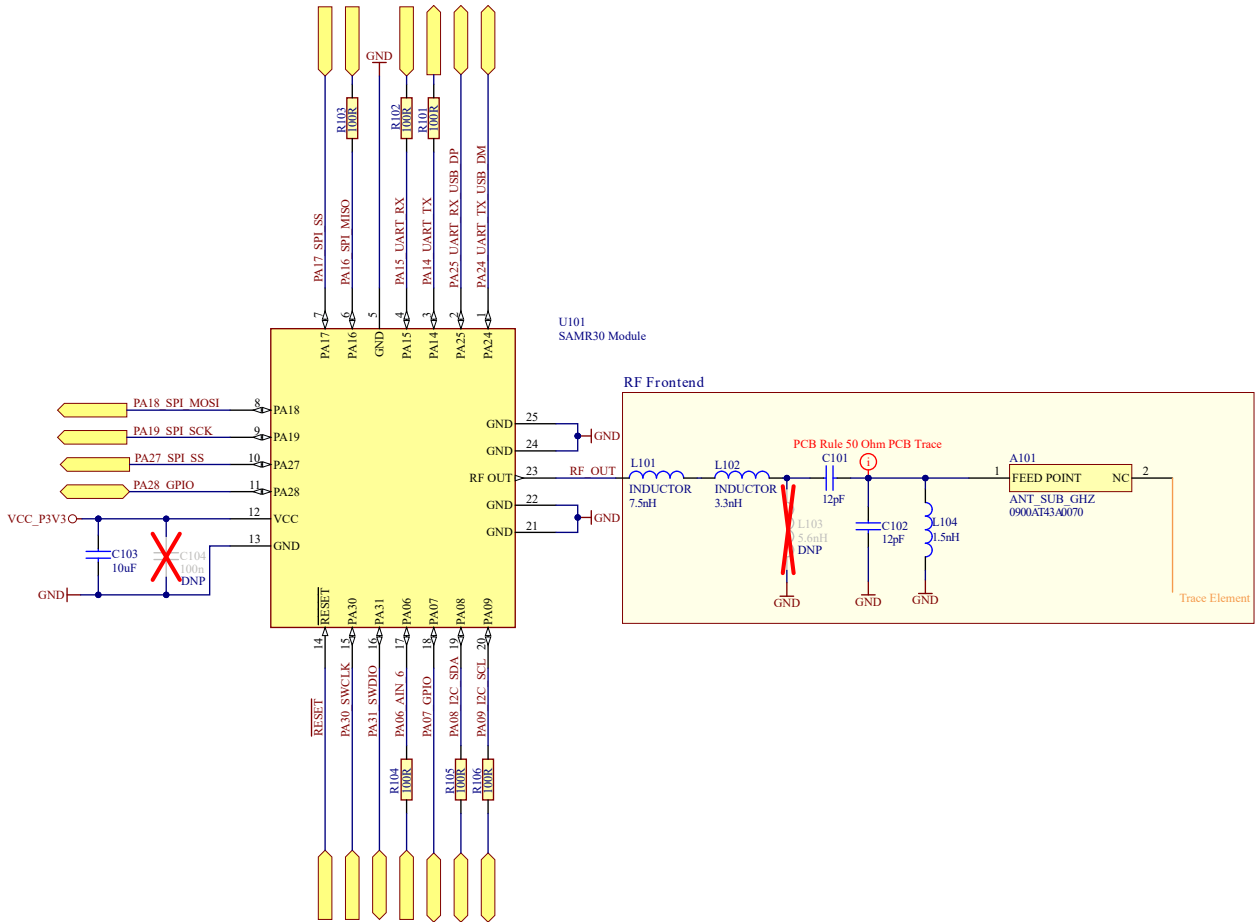 GND
R103
100R
R102
100R
R101
100R
PA17_SPI_SS
PA16_SPI_MISO
PA15_UART_RX
PA14_UART_TX
PA25_UART_RX_USB_DP
PA24_UART_TX_USB_DM
7
6
5
4
3
2
1
PA17
PA16
GND
PA15
PA14
PA25
PA24
U101
SAMR30 Module
PA18_SPI_MOSI
8
PA18
PA19_SPI_SCK
9
PA19
PA27_SPI_SS
10
PA27
PA28_GPIO
11
PA28
VCC_P3V3
12
VCC
13
GND
C103
10uF
C104
100n
DNP
GND
GND
25
GND
24
GND
RF OUT
23
RF_OUT
GND
22
GND
21
GND
RF Frontend
L101
INDUCTOR
7.5nH
L102
INDUCTOR
3.3nH
L103
5.6nH
DNP
GND
C101
12pF
PCB Rule 50 Ohm PCB Trace
i
C102
12pF
GND
L104
1.5nH
GND
A101
1
FEED POINT
NC
2
ANT_SUB_GHZ
0900AT43A0070
Trace Element
RESET
PA30
PA31
PA06
PA07
PA08
PA09
14
15
16
17
18
19
20
RESET
PA30_SWCLK
PA31_SWDIO
PA06_AIN_6
PA07_GPIO
PA08_I2C_SDA
PA09_I2C_SCL
R104
100R
R105
100R
R106
100R